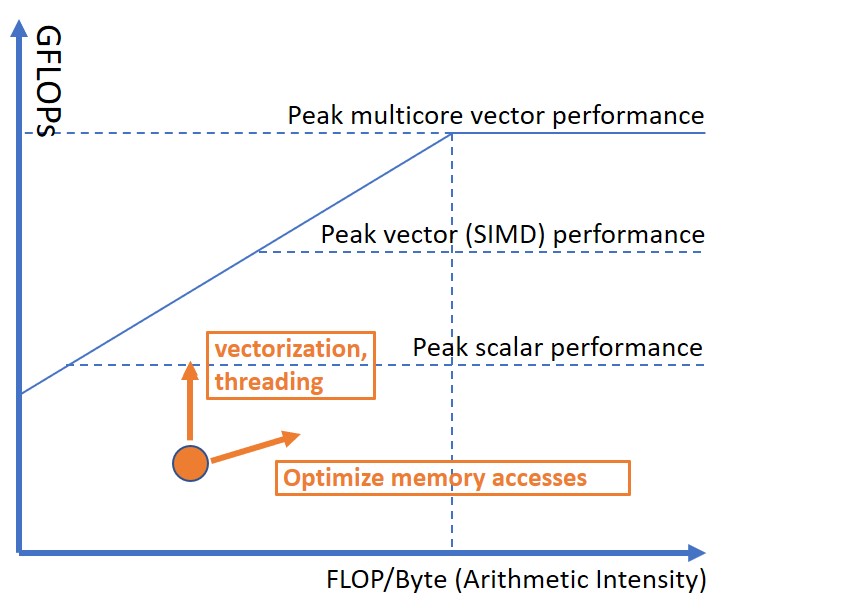 GFLOPs
Peak multicore vector performance
Peak vector (SIMD) performance
Peak scalar performance
vectorization,
threading
Optimize memory accesses
FLOP/Byte (Arithmetic Intensity)